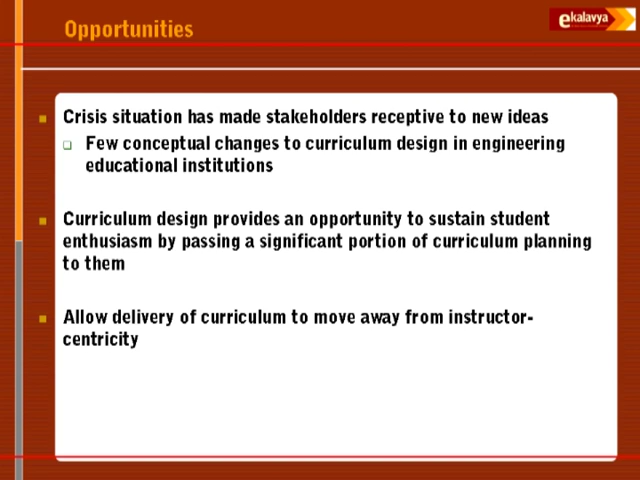 Opportunities
ekalavya
Crisis situation has made stakeholders receptive to new ideas
Few conceptual changes to curriculum design in engineering
educational institutions
Curriculum design provides an opportunity to sustain student
enthusiasm by passing a significant portion of curriculum planning
to them
Allow delivery of curriculum to move away from instructor-
centricity